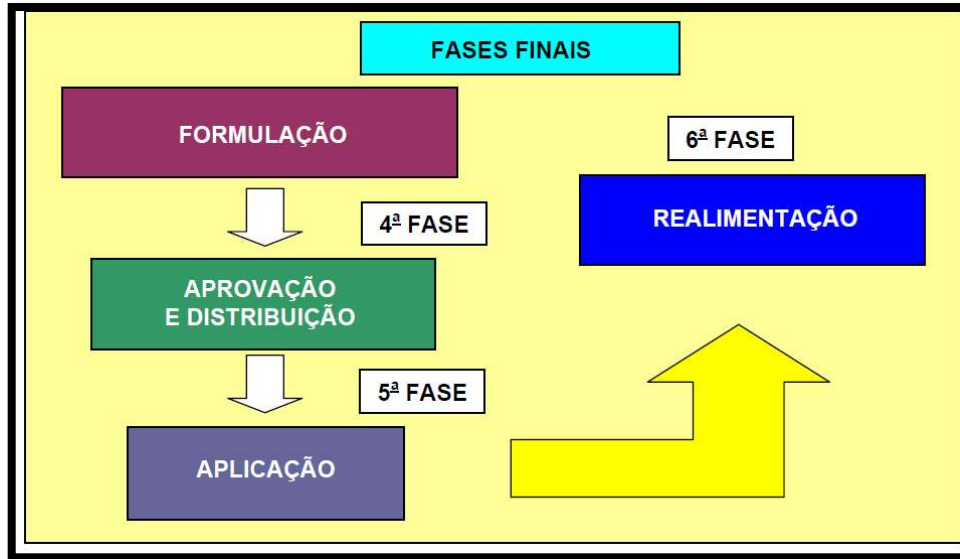 FASES FINAIS
FORMULAÇÃO
4ª FASE
APROVAÇÃO
E DISTRIBUIÇÃO
5ª FASE
APLICAÇÃO
6ª FASE
REALIMENTAÇÃO